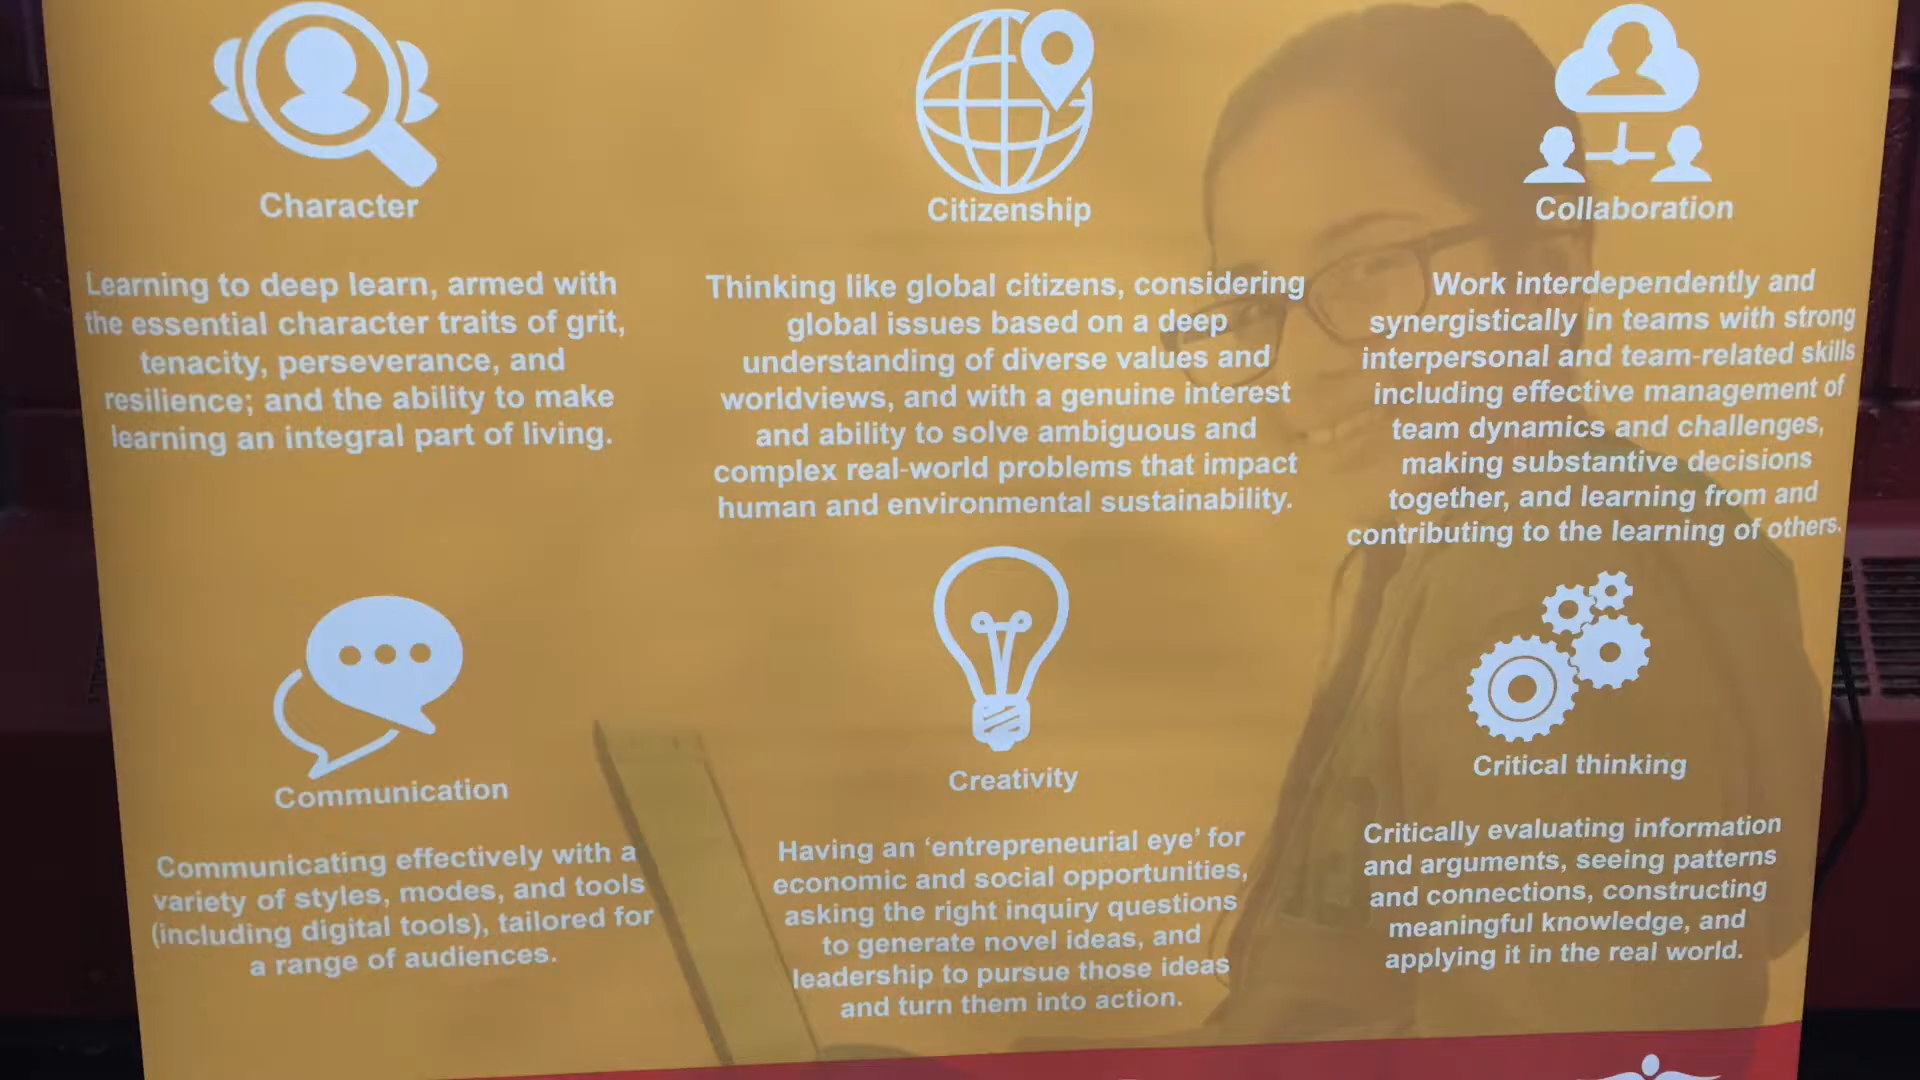 Character
Learning to deep learn, armed with
the essential character traits of grit,
tenacity, perseverance, and
resilience; and the ability to make
learning an integral part of living.
Citizenship
Thinking like global citizens, considering
global issues based on a deep
understanding of diverse values and
worldviews, and with a genuine interest
and ability to solve ambiguous and
complex real-world problems that impact
human and environmental sustainability.
Collaboration
Work interdependently and
synergistically in teams with strong
interpersonal and team-related skills
including effective management of
team dynamics and challenges,
making substantive decisions
together, and learning from and
contributing to the learning of others.
Communication
Communicating effectively with a
variety of styles, modes, and tools
(including digital tools), tailored for
a range of audiences.
Creativity
Having an ‘entrepreneurial eye’ for
economic and social opportunities,
asking the right inquiry questions
to generate novel ideas, and
leadership to pursue those ideas
and turn them into action.
Critical thinking
Critically evaluating information
and arguments, seeing patterns
and connections, constructing
meaningful knowledge, and
applying it in the real world.